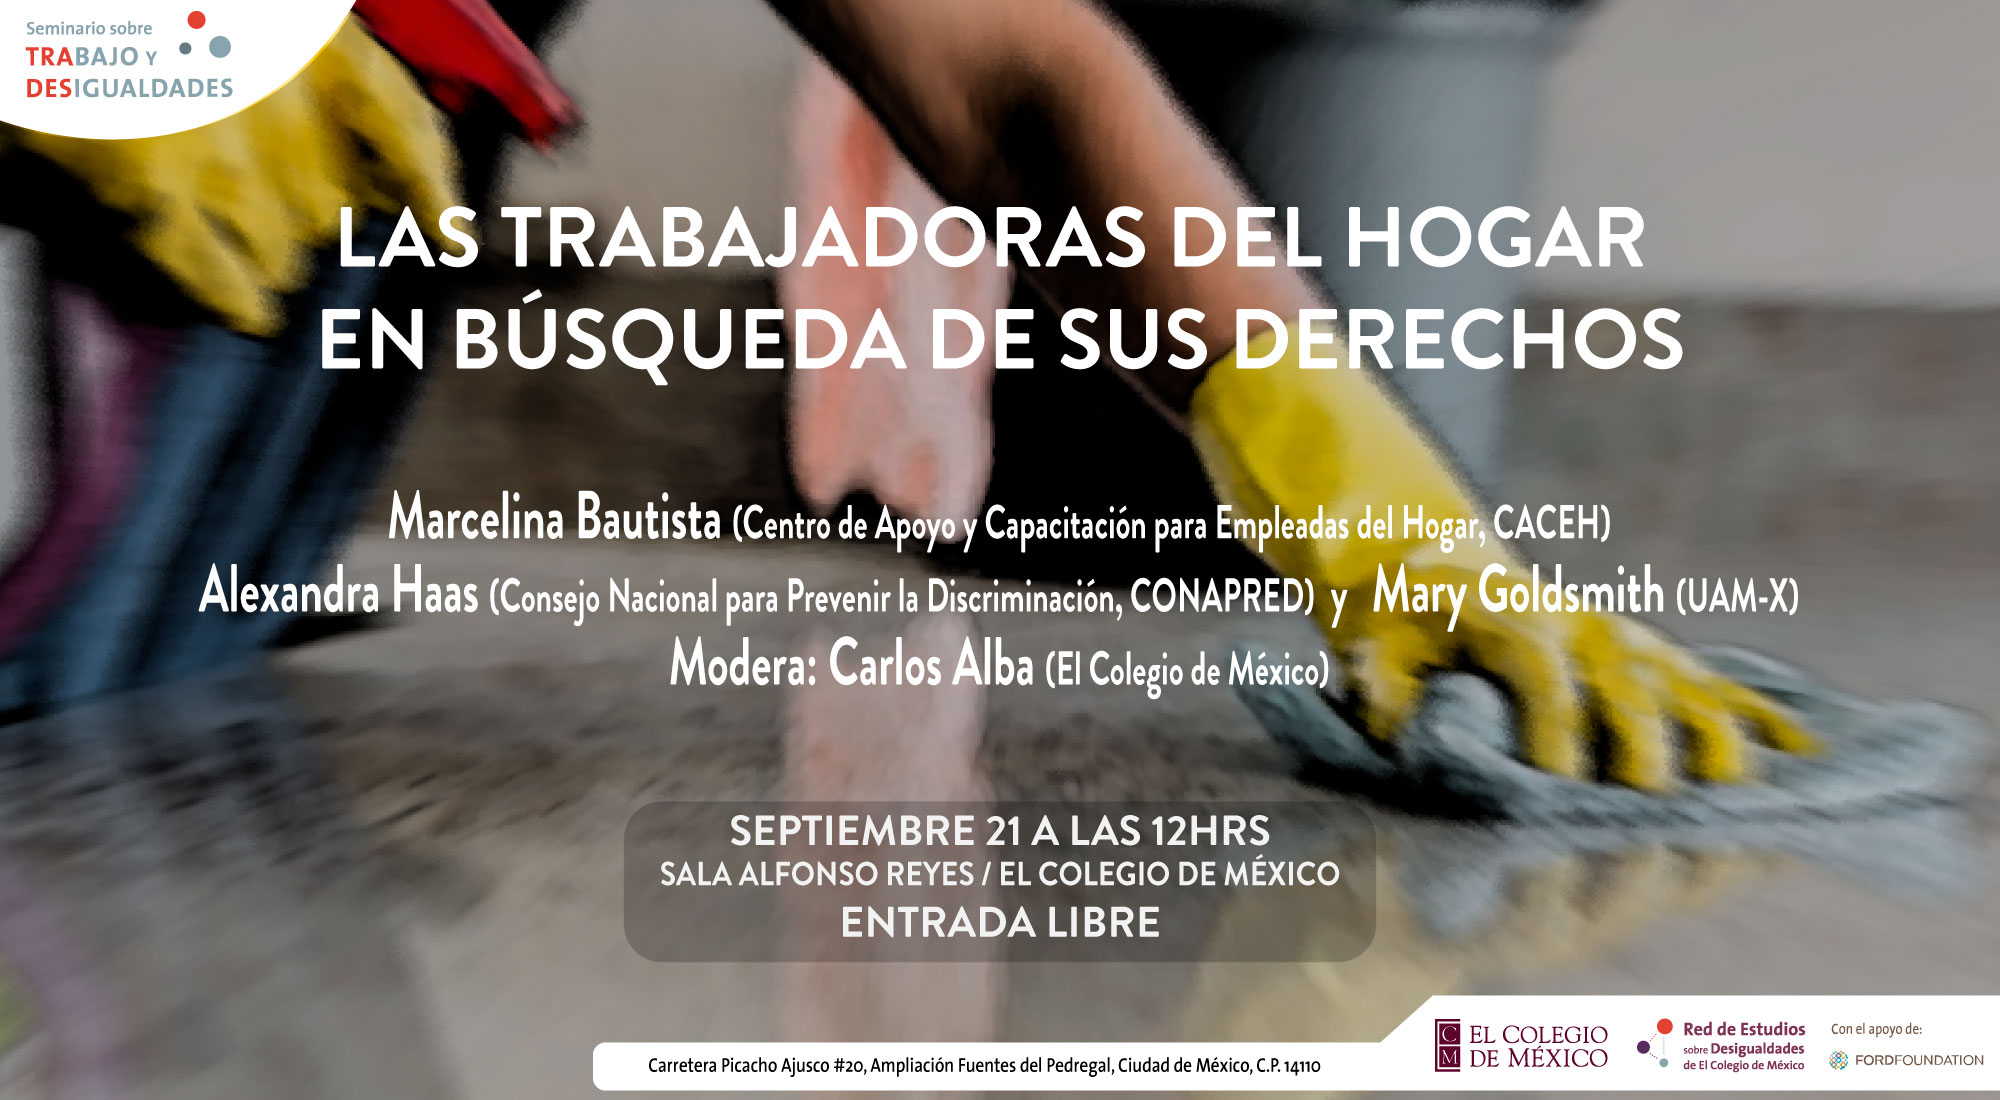 Seminario sobre
TRABAJO Y
DESIGUALDADES
LAS TRABAJADORAS DEL HOGAR
EN BÚSQUEDA DE SUS DERECHOS
Marcelina Bautista (Centro de Apoyo y Capacitación para Empleadas del Hogar, CACEH)
Alexandra Haas (Consejo Nacional para Prevenir la Discriminación, CONAPRED) y Mary Goldsmith (UAM-X)
Modera: Carlos Alba (El Colegio de México)
SEPTIEMBRE 21 A LAS 12HRS
SALA ALFONSO REYES / EL COLEGIO DE MÉXICO
ENTRADA LIBRE
Carretera Picacho Ajusco #20, Ampliación Fuentes del Pedregal, Ciudad de México, C.P. 14110
CM
EL COLEGIO
DE MÉXICO
Red de Estudios
sobre Desigualdades
de El Colegio de México
Con el apoyo de:
FORDFOUNDATION